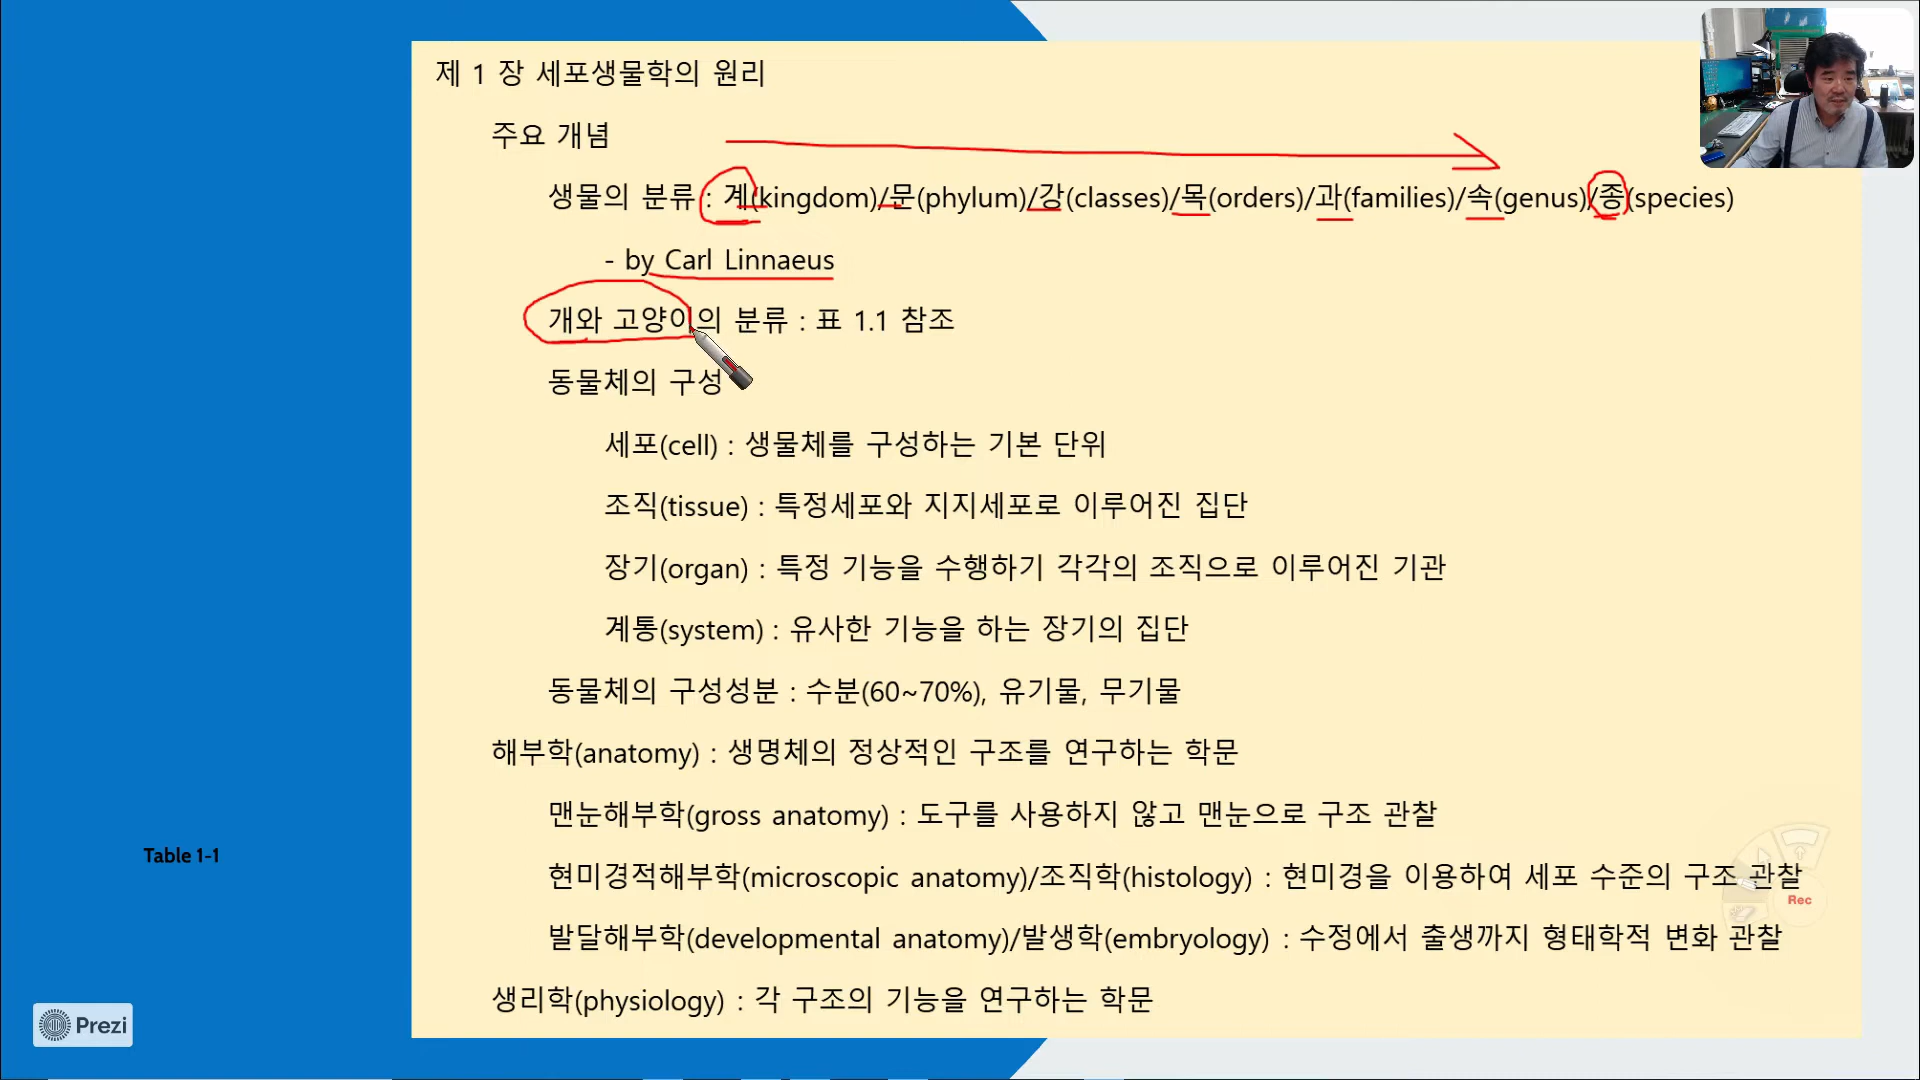 제 1 장 세포생물학의 원리
주요 개념
생물의 분류 : 계(kingdom)/문(phylum)/강(classes)/목(orders)/과(families)/속(genus)/종(species)
- by Carl Linnaeus
개와 고양이의 분류 : 표 1.1 참조
동물체의 구성
세포(cell) : 생물체를 구성하는 기본 단위
조직(tissue) : 특정세포와 지지세포로 이루어진 집단
장기(organ) : 특정 기능을 수행하기 각각의 조직으로 이루어진 기관
계통(system) : 유사한 기능을 하는 장기의 집단
동물체의 구성성분 : 수분(60~70%), 유기물, 무기물
해부학(anatomy) : 생명체의 정상적인 구조를 연구하는 학문
맨눈해부학(gross anatomy) : 도구를 사용하지 않고 맨눈으로 구조 관찰
Table 1-1
현미경적해부학(microscopic anatomy)/조직학(histology) : 현미경을 이용하여 세포 수준의 구조 관찰
Rec
발달해부학(developmental anatomy)/발생학(embryology) : 수정에서 출생까지 형태학적 변화 관찰
생리학(physiology) : 각 구조의 기능을 연구하는 학문
Prezi